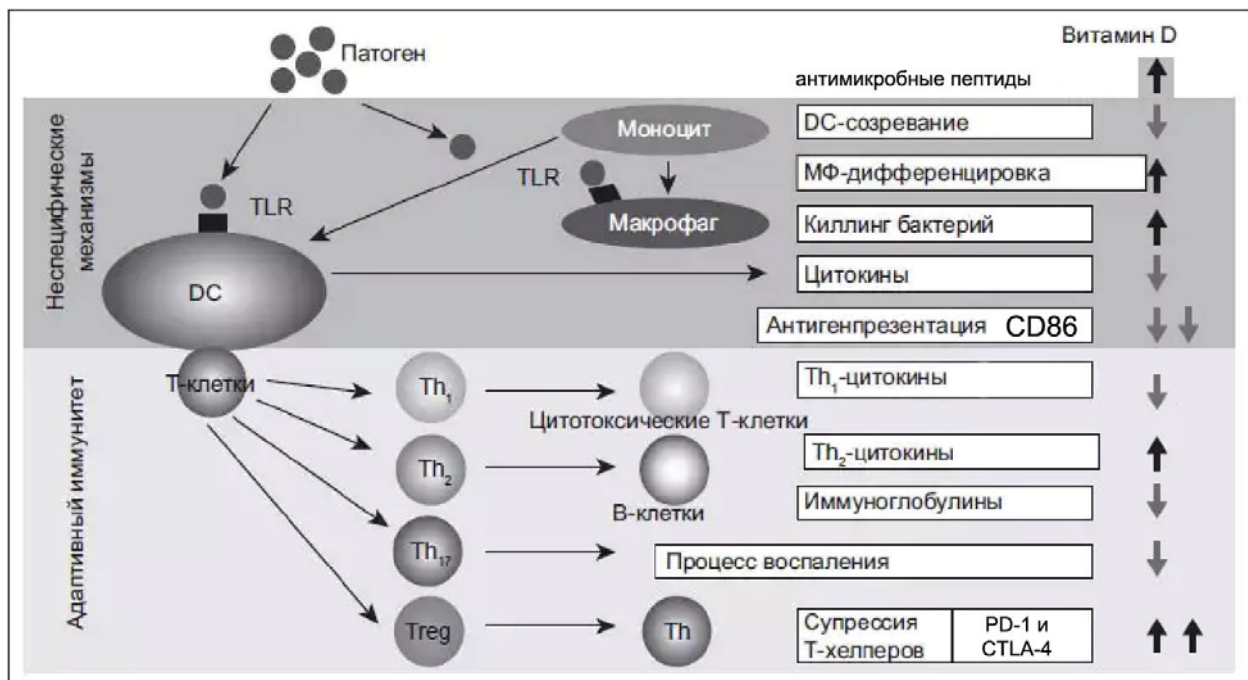 Патоген
Витамин D
антимикробные пептиды
Неспецифические
механизмы
Моноцит
DC-созревание
TLR
МФ-дифференцировка
TLR
Макрофаг
Киллинг бактерий
DC
Цитокины
Антигенпрезентация CD86
Адаптивный иммунитет
Т-клетки
Th₁
Th₁-цитокины
Цитотоксические Т-клетки
Th₂
Th₂-цитокины
В-клетки
Иммуноглобулины
Th₁₇
Процесс воспаления
Treg
Th
Супрессия
Т-хелперов
PD-1 и
CTLA-4